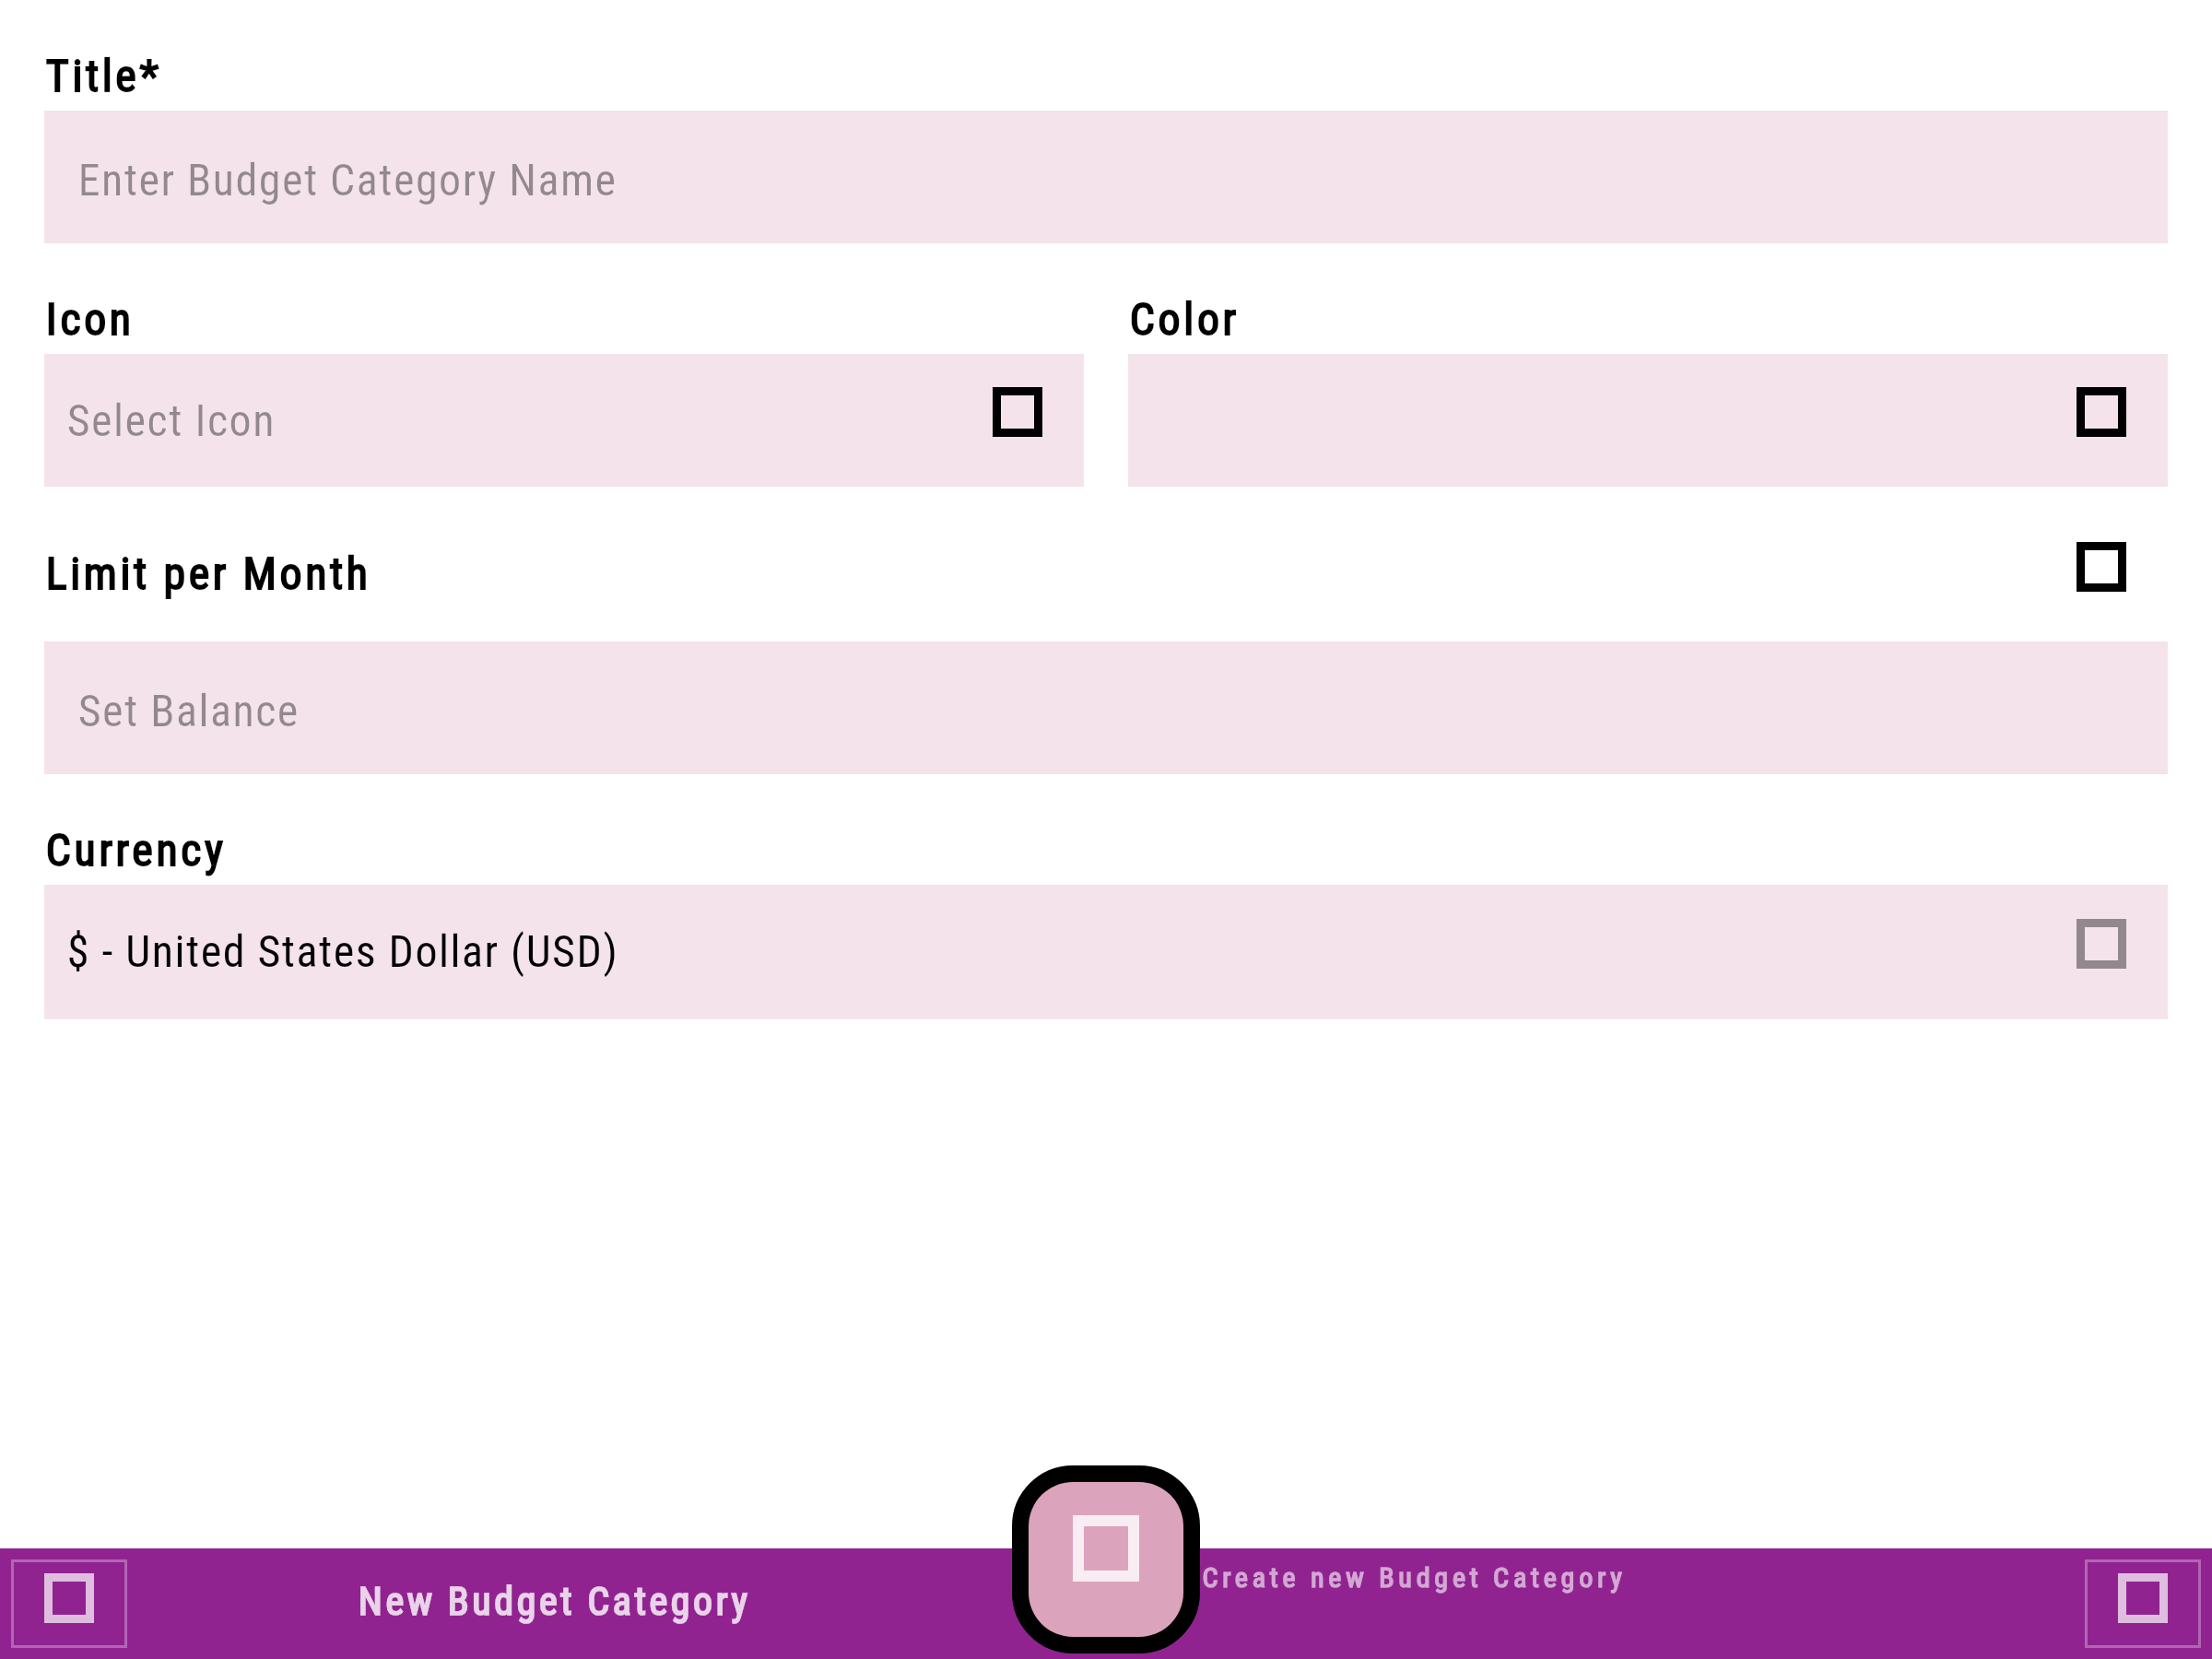 Title*
Enter Budget Category Name
Icon
Color
Select Icon
Limit per Month
Set Balance
Currency
$ - United States Dollar (USD)
New Budget Category
Create new Budget Category